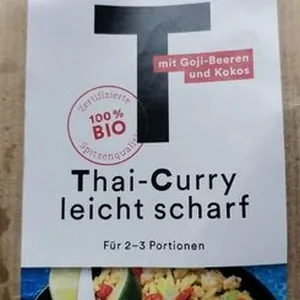 T
mit Goji-Beeren
und Kokos
Zertifizierte
100%
BIO
Spitzenqualität
Thai-Curry
leicht scharf
Für 2–3 Portionen